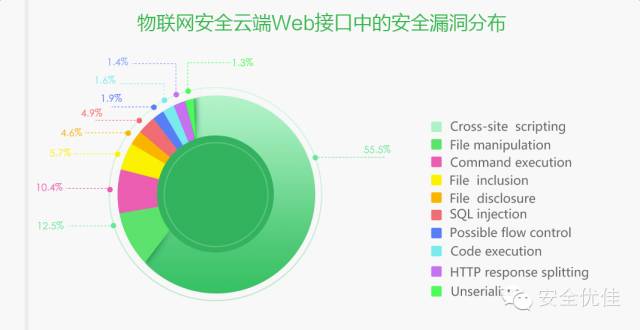 物联网安全云端Web接口中的安全漏洞分布
1.4%
1.3%
1.6%
1.9%
4.9%
4.6%
5.7%
10.4%
12.5%
55.5%
Cross-site scripting
File manipulation
Command execution
File inclusion
File disclosure
SQL injection
Possible flow control
Code execution
HTTP response splitting
安全优佳